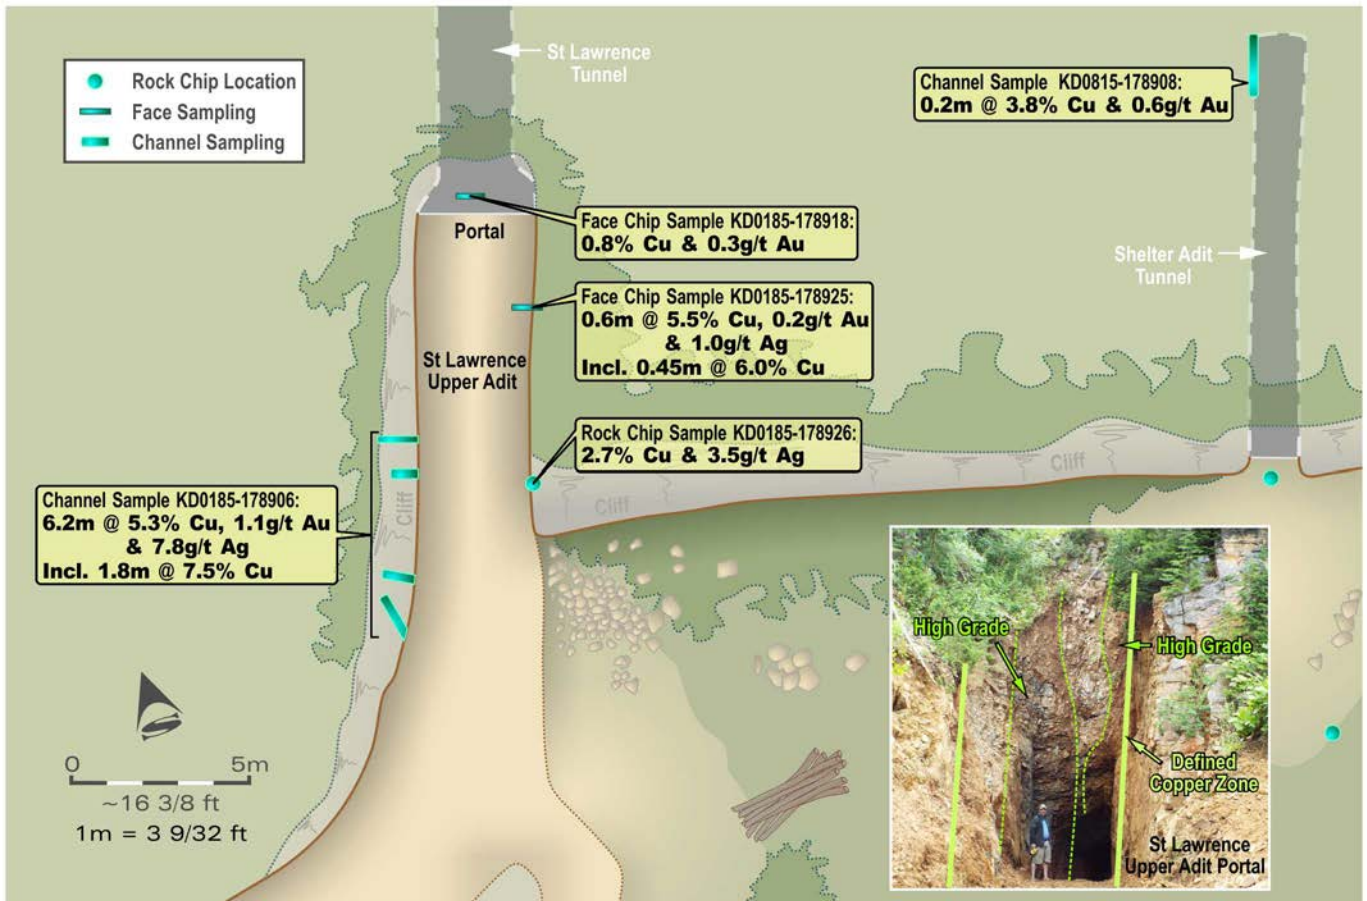 St Lawrence
Tunnel
Rock Chip Location
Face Sampling
Channel Sampling
Channel Sample KD0815-178908:
0.2m @ 3.8% Cu & 0.6g/t Au
Face Chip Sample KD0185-178918:
0.8% Cu & 0.3g/t Au
Portal
Shelter Adit
Tunnel
Face Chip Sample KD0185-178925:
0.6m @ 5.5% Cu, 0.2g/t Au
& 1.0g/t Ag
Incl. 0.45m @ 6.0% Cu
St Lawrence
Upper Adit
Rock Chip Sample KD0185-178926:
2.7% Cu & 3.5g/t Ag
Cliff
Cliff
Cliff
Channel Sample KD0185-178906:
6.2m @ 5.3% Cu, 1.1g/t Au
& 7.8g/t Ag
Incl. 1.8m @ 7.5% Cu
High Grade
High Grade
Defined
Copper Zone
St Lawrence
Upper Adit Portal
0 5m
~16 3/8 ft
1m = 3 9/32 ft